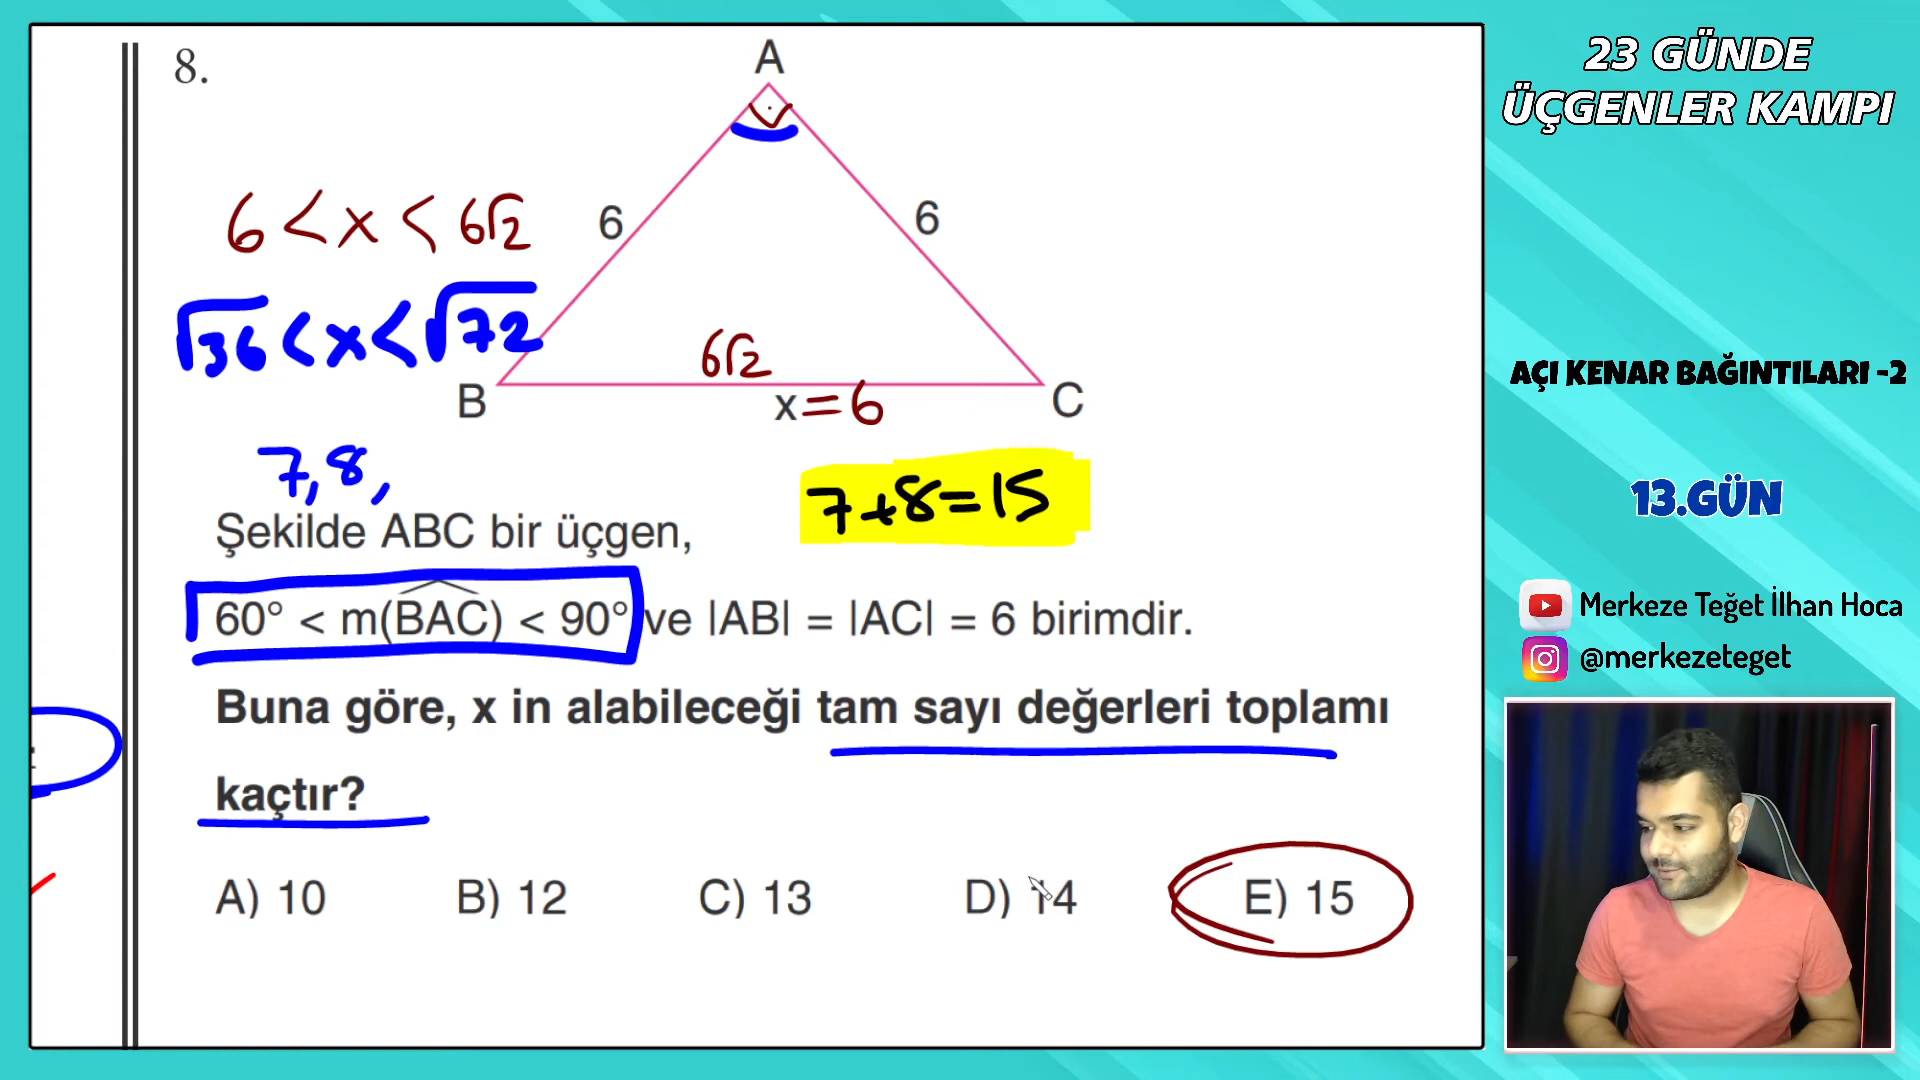 8.
A
6 < x < 6√2
6
6
√36 < x < √72
6√2
B
x = 6
C
7, 8,
7+8=15
Şekilde ABC bir üçgen,
60° < m(BAC) < 90° ve |AB| = |AC| = 6 birimdir.
Buna göre, x in alabileceği tam sayı değerleri toplamı
kaçtır?
A) 10 B) 12 C) 13 D) 14 E) 15
23 GÜNDE
ÜÇGENLER KAMPI
AÇI KENAR BAĞINTILARI -2
13.GÜN
Merkeze Teğet İlhan Hoca
@merkezeteget